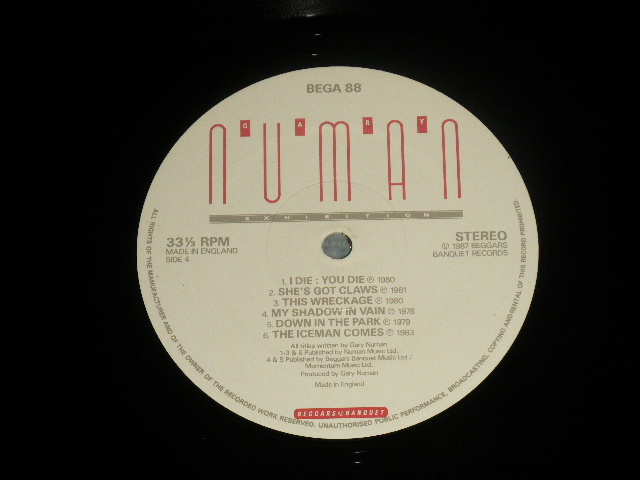 BEGA 88
G A R Y
NUMAN
EXHIBITION
33⅓ RPM
MADE IN ENGLAND
SIDE 4
STEREO
© 1987 BEGGARS
BANQUET RECORDS
1. I DIE : YOU DIE ℗ 1980
2. SHE'S GOT CLAWS ℗ 1981
3. THIS WRECKAGE ℗ 1980
4. MY SHADOW iN VAIN ℗ 1978
5. DOWN IN THE PARK ℗ 1979
6. THE ICEMAN COMES ℗ 1983
All titles written by Gary Numan
1-3 & 6 Published by Numan Music Ltd.
4 & 5 Published by Beggars Banquet Music Ltd./
Momentum Music Ltd.
Produced by Gary Numan
Made in England
BEGGARS BANQUET
ALL RIGHTS OF THE MANUFACTURER AND OF THE OWNER OF THE RECORDED WORK RESERVED. UNAUTHORISED PUBLIC PERFORMANCE, BROADCASTING, COPYING AND RENTAL OF THIS RECORD PROHIBITED